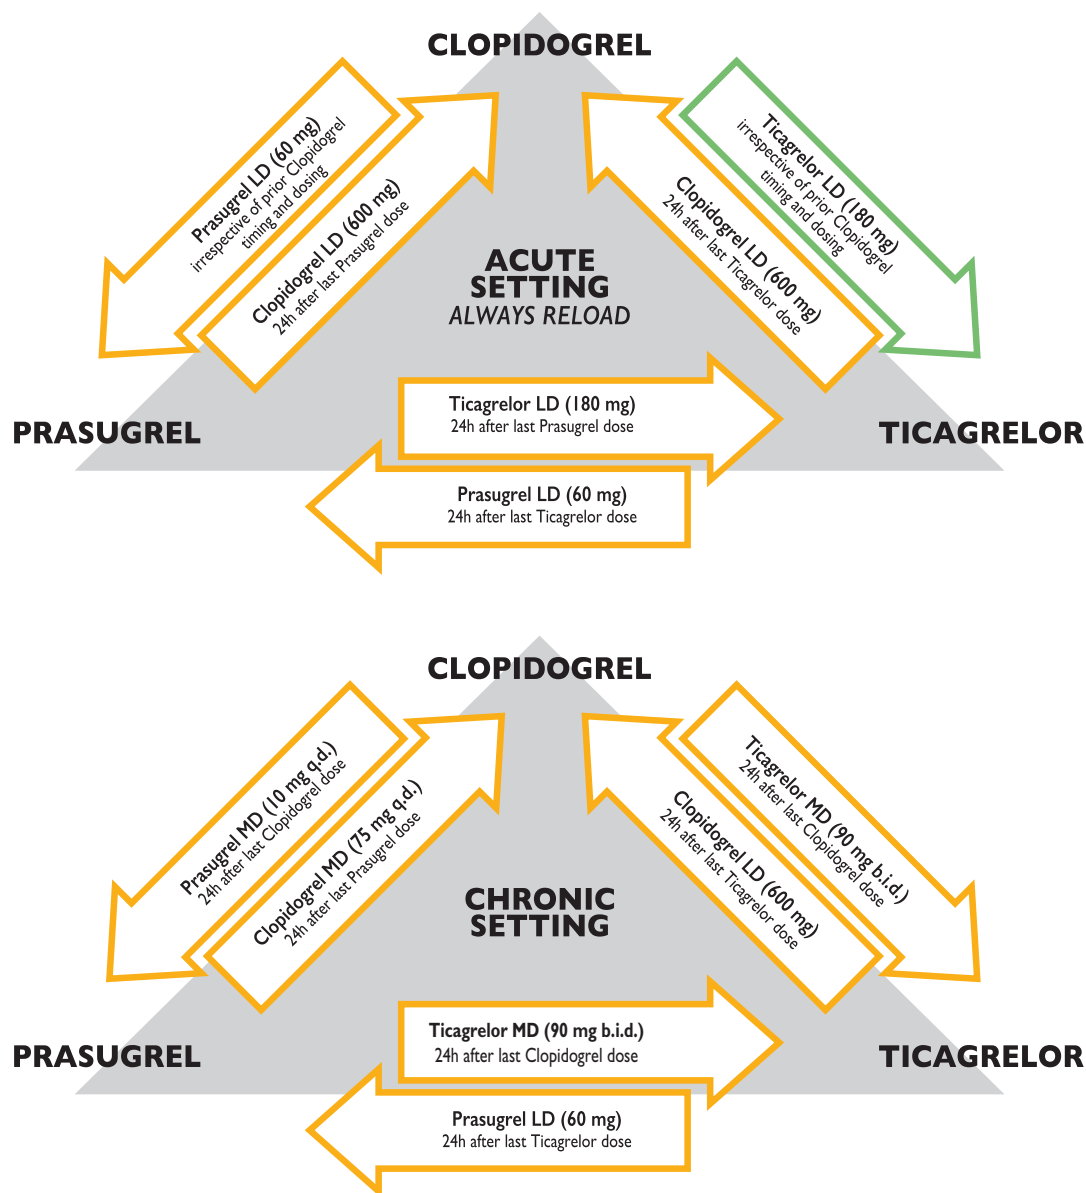 CLOPIDOGREL
Prasugrel LD (60 mg)
irrespective of prior Clopidogrel
timing and dosing
Clopidogrel LD (600 mg)
24h after last Prasugrel dose
Ticagrelor LD (180 mg)
irrespective of prior Clopidogrel
timing and dosing
Clopidogrel LD (600 mg)
24h after last Ticagrelor dose
ACUTE
SETTING
ALWAYS RELOAD
PRASUGREL
TICAGRELOR
Ticagrelor LD (180 mg)
24h after last Prasugrel dose
Prasugrel LD (60 mg)
24h after last Ticagrelor dose
CLOPIDOGREL
Prasugrel MD (10 mg q.d.)
24h after last Clopidogrel dose
Clopidogrel MD (75 mg q.d.)
24h after last Prasugrel dose
Ticagrelor MD (90 mg b.i.d.)
24h after last Clopidogrel dose
Clopidogrel LD (600 mg)
24h after last Ticagrelor dose
CHRONIC
SETTING
PRASUGREL
TICAGRELOR
Ticagrelor MD (90 mg b.i.d.)
24h after last Clopidogrel dose
Prasugrel LD (60 mg)
24h after last Ticagrelor dose